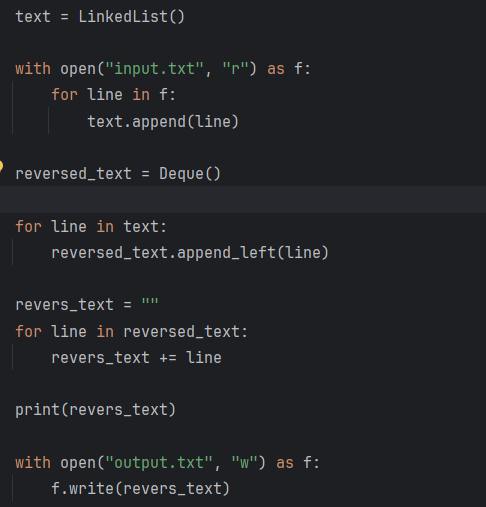 text = LinkedList()
with open("input.txt", "r") as f:
    for line in f:
        text.append(line)
reversed_text = Deque()
for line in text:
    reversed_text.append_left(line)
revers_text = ""
for line in reversed_text:
    revers_text += line
print(revers_text)
with open("output.txt", "w") as f:
    f.write(revers_text)